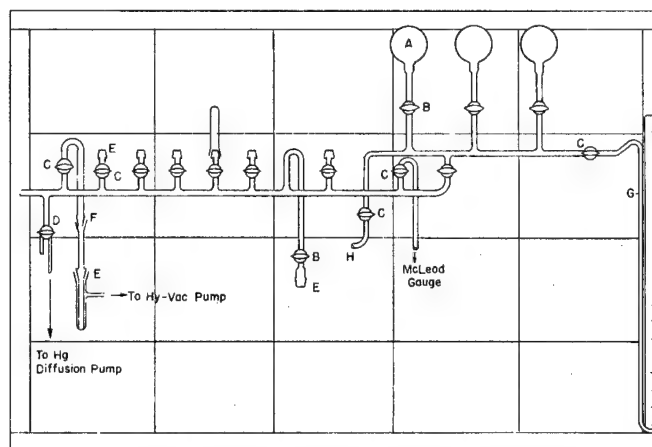 A
B
C
E
C
C
C
G
D
F
C
B
H
McLeod
Gauge
E
E
To Hy-Vac Pump
To Hg
Diffusion Pump